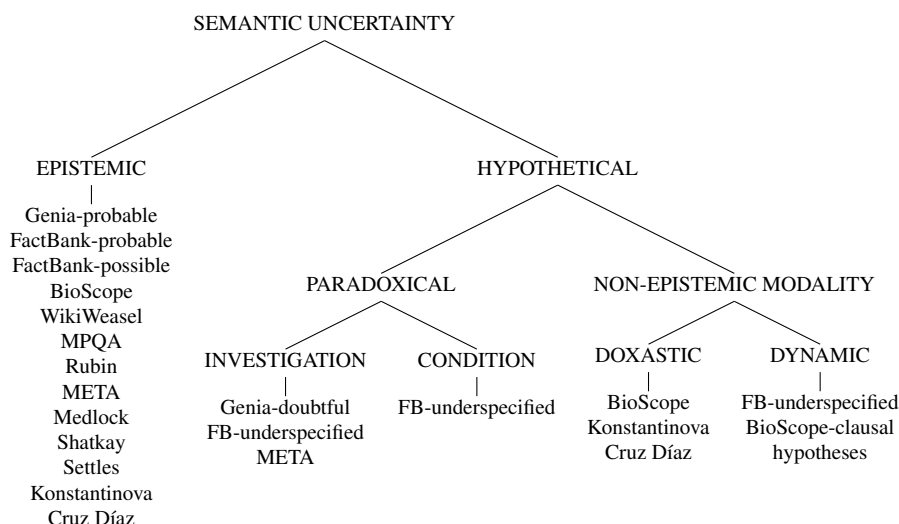 SEMANTIC UNCERTAINTY
EPISTEMIC
Genia-probable
FactBank-probable
FactBank-possible
BioScope
WikiWeasel
MPQA
Rubin
META
Medlock
Shatkay
Settles
Konstantinova
Cruz Díaz
HYPOTHETICAL
PARADOXICAL
INVESTIGATION
Genia-doubtful
FB-underspecified
META
CONDITION
FB-underspecified
NON-EPISTEMIC MODALITY
DOXASTIC
BioScope
Konstantinova
Cruz Díaz
DYNAMIC
FB-underspecified
BioScope-clausal
hypotheses